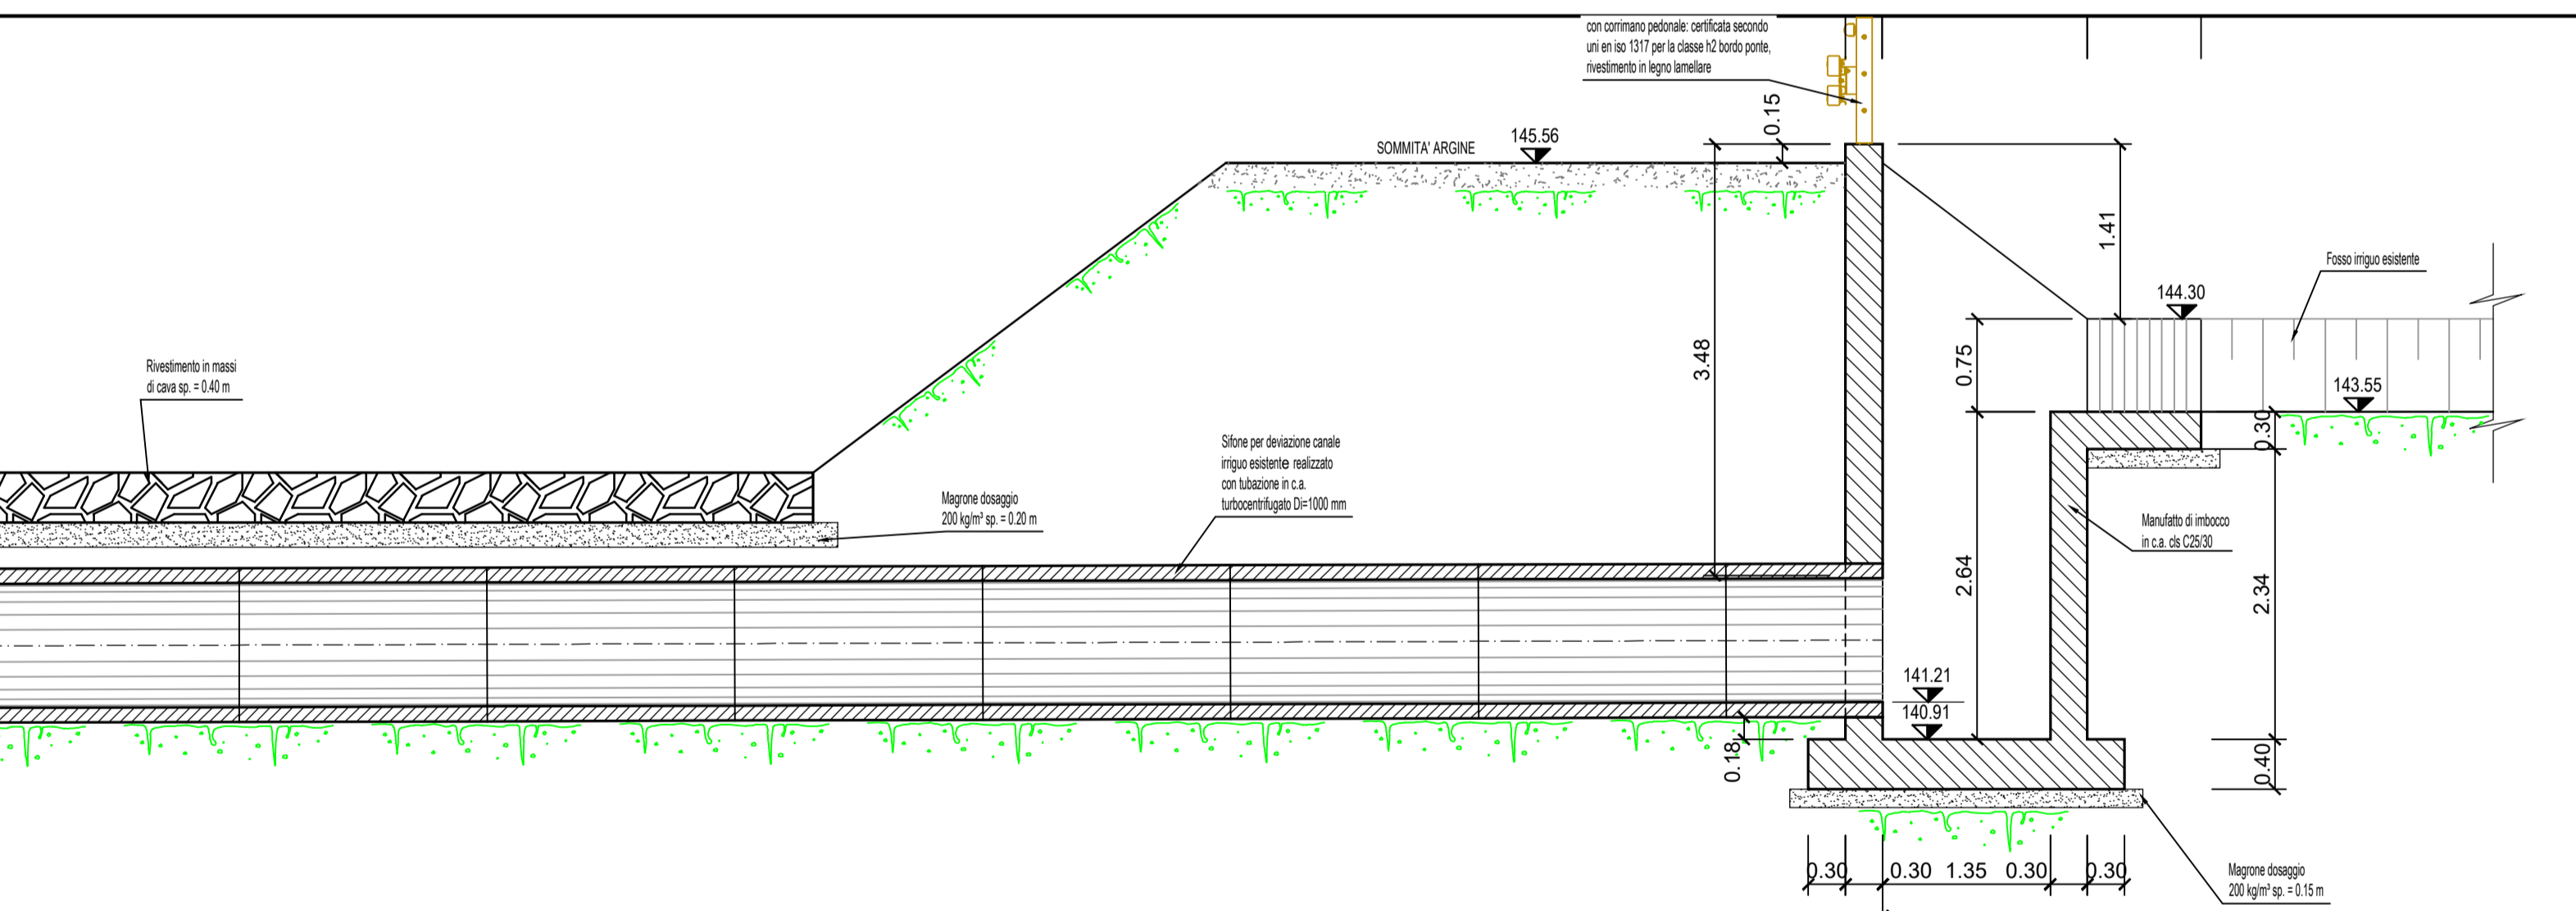 con corrimano pedonale: certificata secondo
uni en iso 1317 per la classe h2 bordo ponte,
rivestimento in legno lamellare
0.15
SOMMITA' ARGINE
145.56
1.41
Fosso irriguo esistente
144.30
3.48
0.75
143.55
0.30
Rivestimento in massi
di cava sp. = 0.40 m
Sifone per deviazione canale
irriguo esistente realizzato
con tubazione in c.a.
turbocentrifugato Di=1000 mm
Magrone dosaggio
200 kg/m³ sp. = 0.20 m
Manufatto di imbocco
in c.a. cls C25/30
2.64
2.34
141.21
140.91
0.18
0.40
0.30
0.30
1.35
0.30
0.30
Magrone dosaggio
200 kg/m³ sp. = 0.15 m